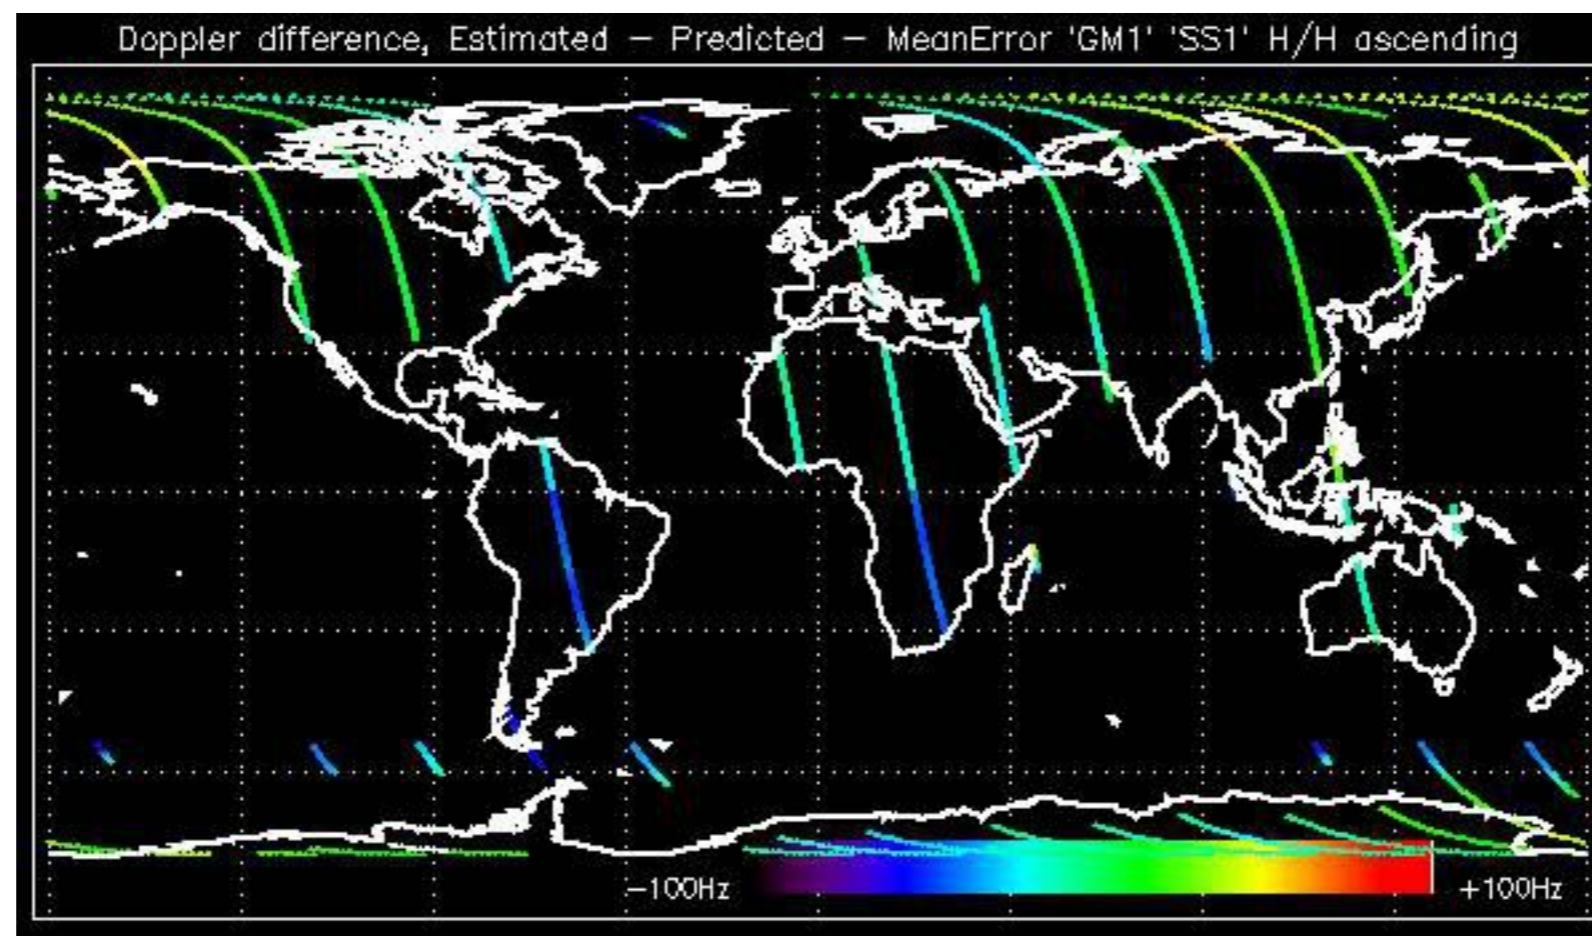 Doppler difference, Estimated − Predicted − MeanError 'GM1' 'SS1' H/H ascending
−100Hz
+100Hz